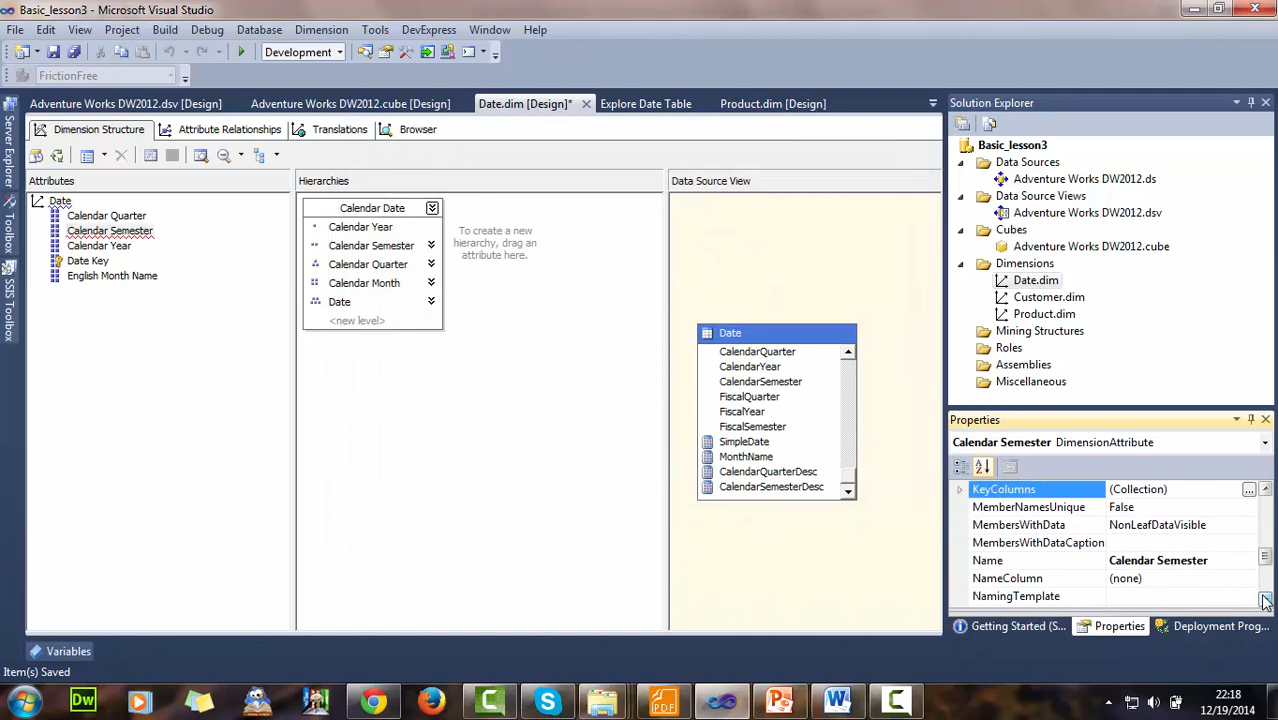 Basic_lesson3 - Microsoft Visual Studio
File Edit View Project Build Debug Database Dimension Tools DevExpress Window Help
Development
FrictionFree
Adventure Works DW2012.dsv [Design] Adventure Works DW2012.cube [Design] Date.dim [Design]* Explore Date Table Product.dim [Design]
Dimension Structure Attribute Relationships Translations Browser
Attributes
Date
Calendar Quarter
Calendar Semester
Calendar Year
Date Key
English Month Name
Hierarchies
Calendar Date
Calendar Year
Calendar Semester
Calendar Quarter
Calendar Month
Date
<new level>
To create a new
hierarchy, drag an
attribute here.
Data Source View
Date
CalendarQuarter
CalendarYear
CalendarSemester
FiscalQuarter
FiscalYear
FiscalSemester
SimpleDate
MonthName
CalendarQuarterDesc
CalendarSemesterDesc
Solution Explorer
Basic_lesson3
Data Sources
Adventure Works DW2012.ds
Data Source Views
Adventure Works DW2012.dsv
Cubes
Adventure Works DW2012.cube
Dimensions
Date.dim
Customer.dim
Product.dim
Mining Structures
Roles
Assemblies
Miscellaneous
Properties
Calendar Semester DimensionAttribute
KeyColumns (Collection)
MemberNamesUnique False
MembersWithData NonLeafDataVisible
MembersWithDataCaption
Name Calendar Semester
NameColumn (none)
NamingTemplate
Getting Started (S... Properties Deployment Prog...
Server Explorer
Toolbox
SSIS Toolbox
Variables
Item(s) Saved
Dw
PDF
22:18
12/19/2014